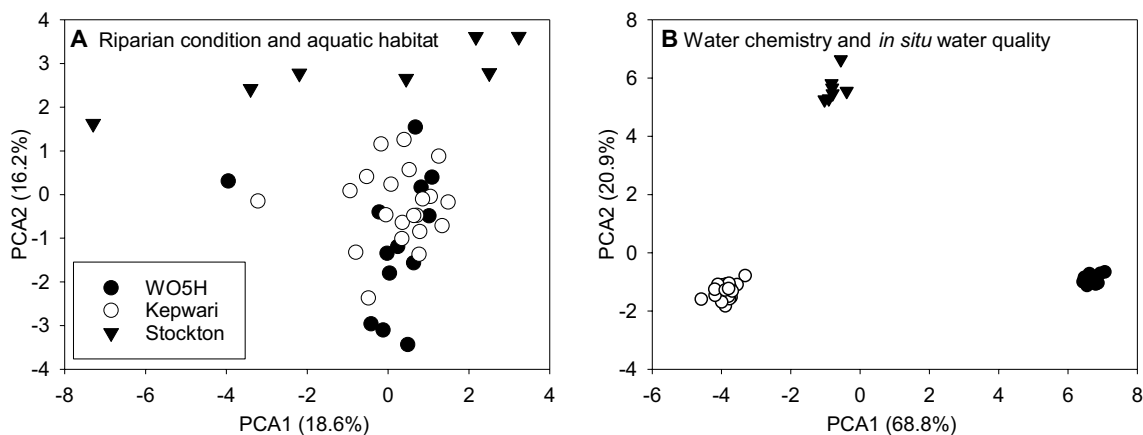 A Riparian condition and aquatic habitat
4
3
2
1
0
-1
-2
-3
-4
PCA2 (16.2%)
WO5H
Kepwari
Stockton
-8 -6 -4 -2 0 2 4
PCA1 (18.6%)
B Water chemistry and in situ water quality
8
6
4
2
0
-2
-4
PCA2 (20.9%)
-6 -4 -2 0 2 4 6 8
PCA1 (68.8%)